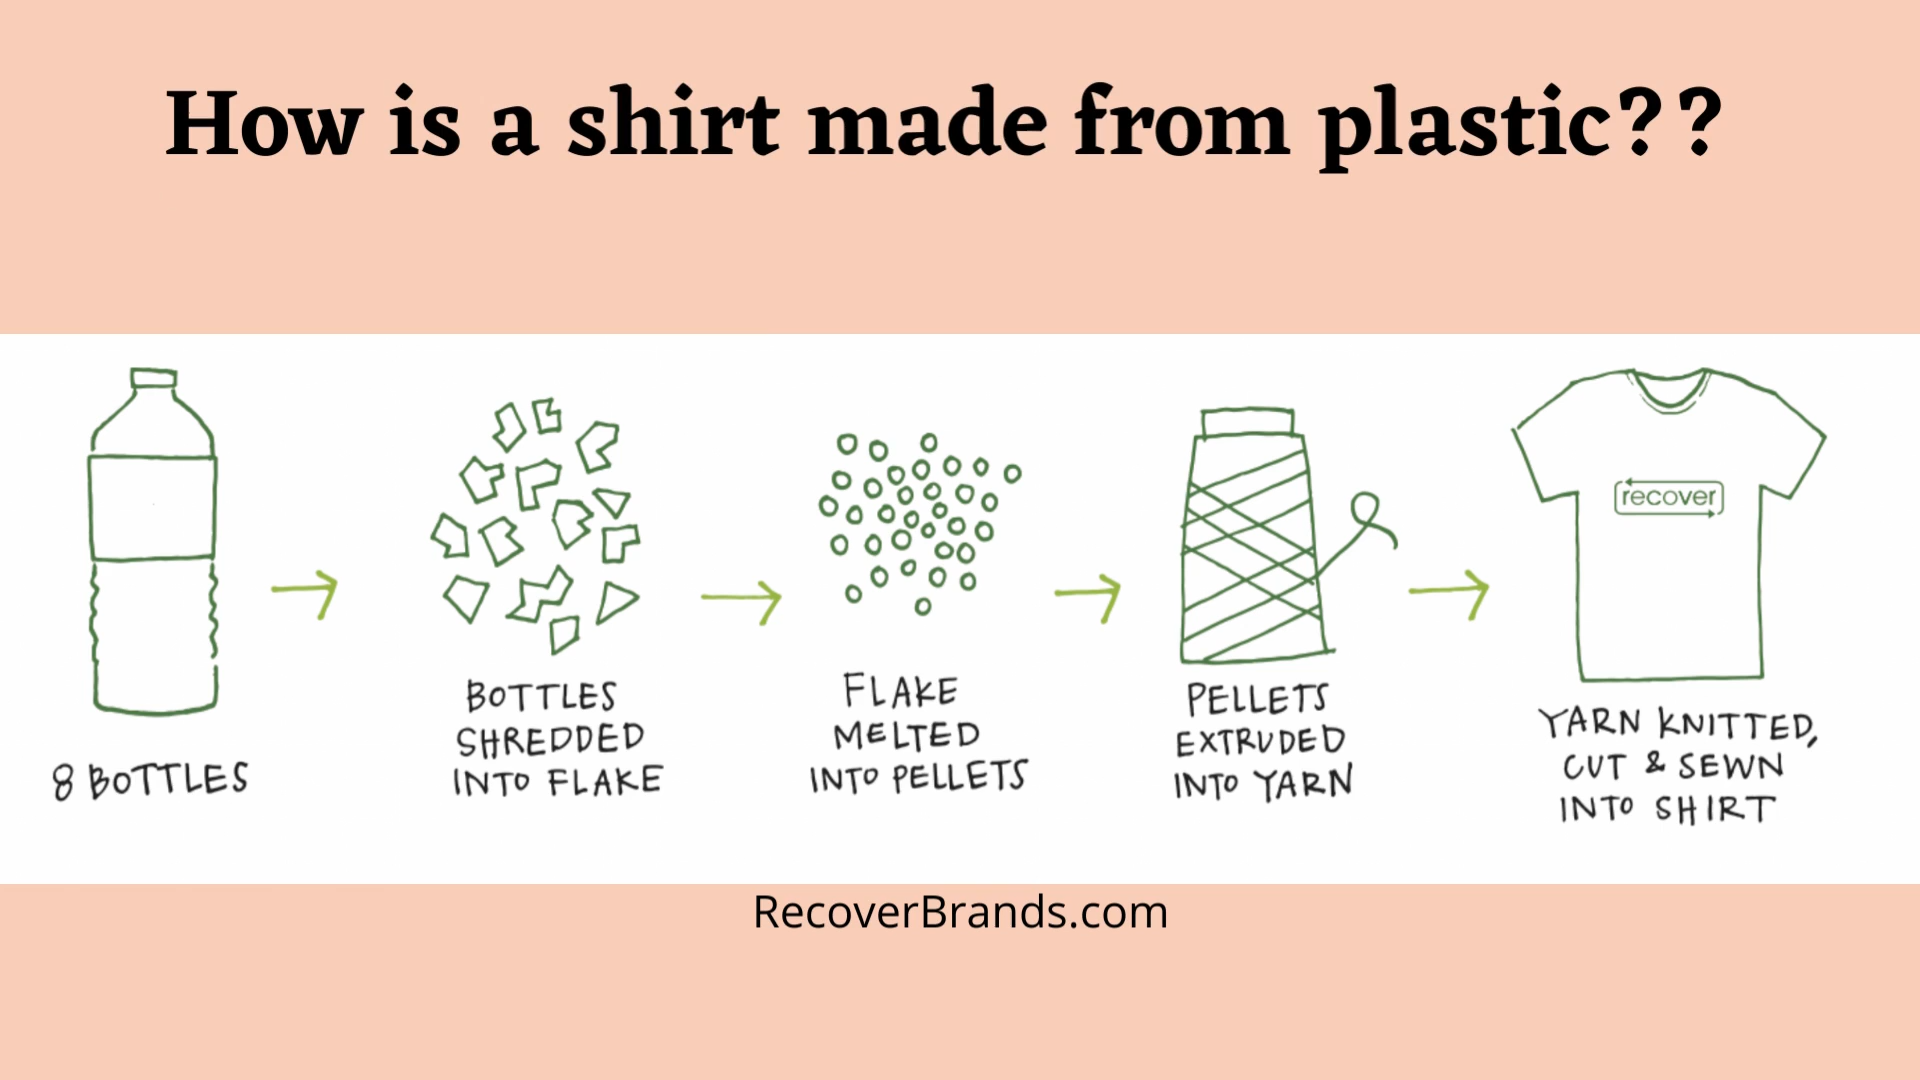 How is a shirt made from plastic??
recover
8 BOTTLES
BOTTLES
SHREDDED
INTO FLAKE
FLAKE
MELTED
INTO PELLETS
PELLETS
EXTRUDED
INTO YARN
YARN KNITTED,
CUT & SEWN
INTO SHIRT
RecoverBrands.com